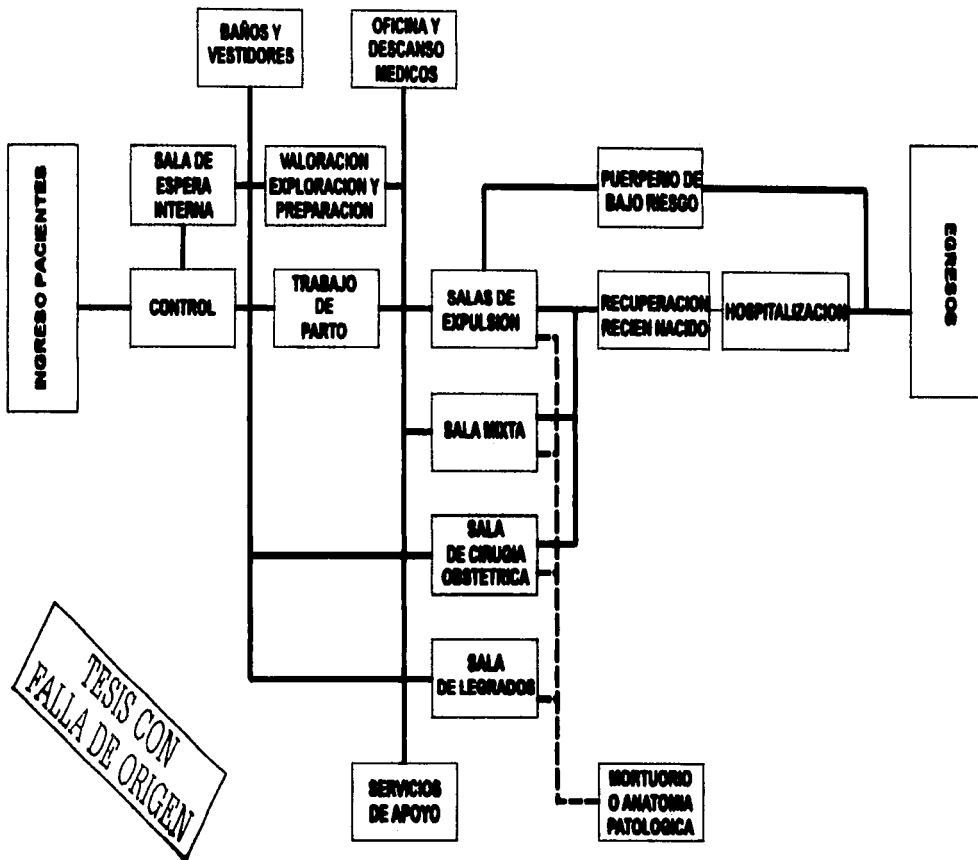 BAÑOS Y
VESTIDORES
OFICINA Y
DESCANSO
MEDICOS
INGRESO PACIENTES
SALA DE
ESPERA
INTERNA
VALORACION
EXPLORACION Y
PREPARACION
PUERPERIO DE
BAJO RIESGO
EGRESOS
CONTROL
TRABAJO
DE
PARTO
SALAS DE
EXPULSION
RECUPERACION
RECIEN NACIDO
HOSPITALIZACION
SALA MIXTA
SALA
DE CIRUGIA
OBSTETRICA
SALA
DE LEGRADOS
TESIS CON
FALLA DE ORIGEN
SERVICIOS
DE APOYO
MORTUORIO
O ANATOMIA
PATOLOGICA